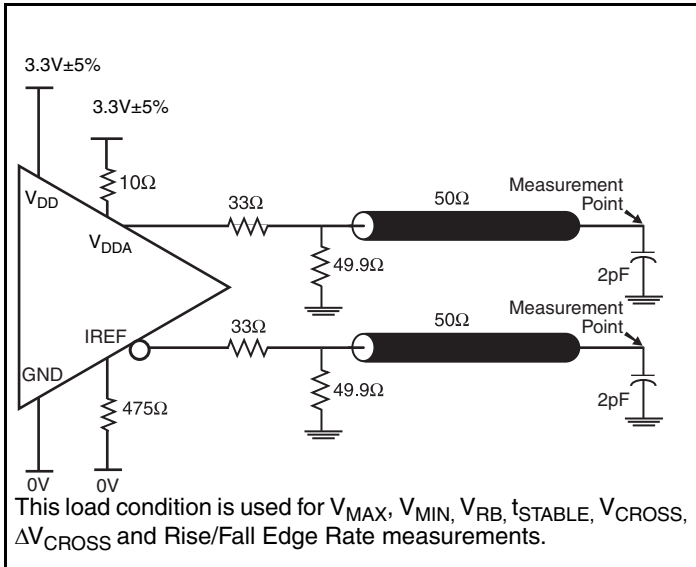 3.3V±5%
3.3V±5%
10Ω
V_DD
V_DDA
33Ω
50Ω
Measurement
Point
49.9Ω
2pF
IREF
33Ω
50Ω
Measurement
Point
GND
475Ω
49.9Ω
2pF
0V
0V
This load condition is used for V_MAX, V_MIN, V_RB, t_STABLE, V_CROSS,
ΔV_CROSS and Rise/Fall Edge Rate measurements.